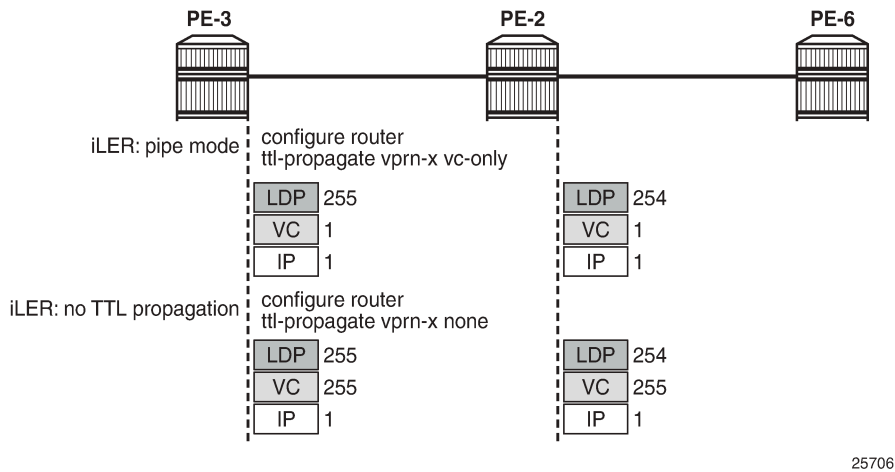 PE-3
PE-2
PE-6
iLER: pipe mode
configure router
ttl-propagate vprn-x vc-only
LDP 255
LDP 254
VC 1
VC 1
IP 1
IP 1
iLER: no TTL propagation
configure router
ttl-propagate vprn-x none
LDP 255
LDP 254
VC 255
VC 255
IP 1
IP 1
25706